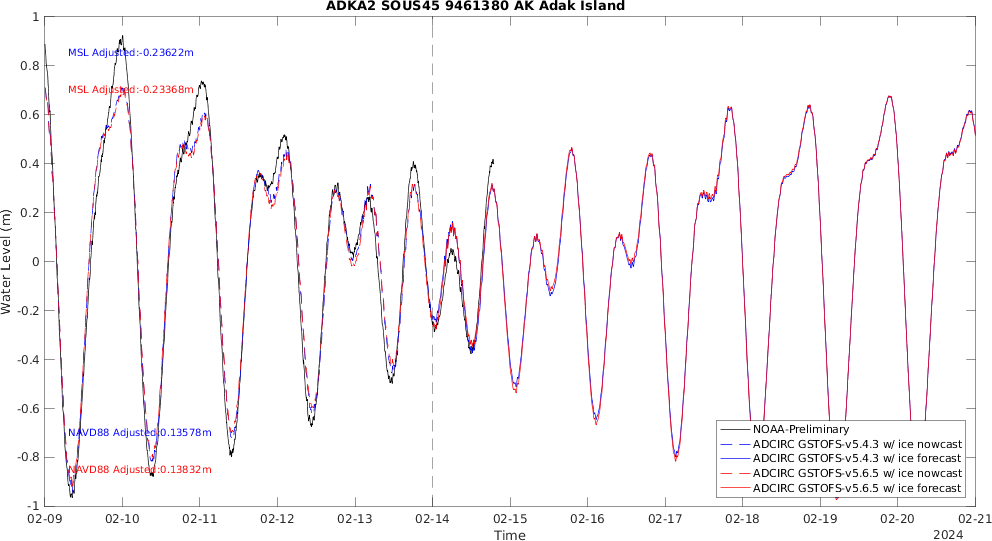 ADKA2 SOUS45 9461380 AK Adak Island
MSL Adjusted:-0.23622m
MSL Adjusted:-0.23368m
NAVD88 Adjusted:0.13578m
NAVD88 Adjusted:0.13832m
Water Level (m)
1
0.8
0.6
0.4
0.2
0
-0.2
-0.4
-0.6
-0.8
-1
NOAA-Preliminary
ADCIRC GSTOFS-v5.4.3 w/ ice nowcast
ADCIRC GSTOFS-v5.4.3 w/ ice forecast
ADCIRC GSTOFS-v5.6.5 w/ ice nowcast
ADCIRC GSTOFS-v5.6.5 w/ ice forecast
02-09 02-10 02-11 02-12 02-13 02-14 02-15 02-16 02-17 02-18 02-19 02-20 02-21
Time
2024